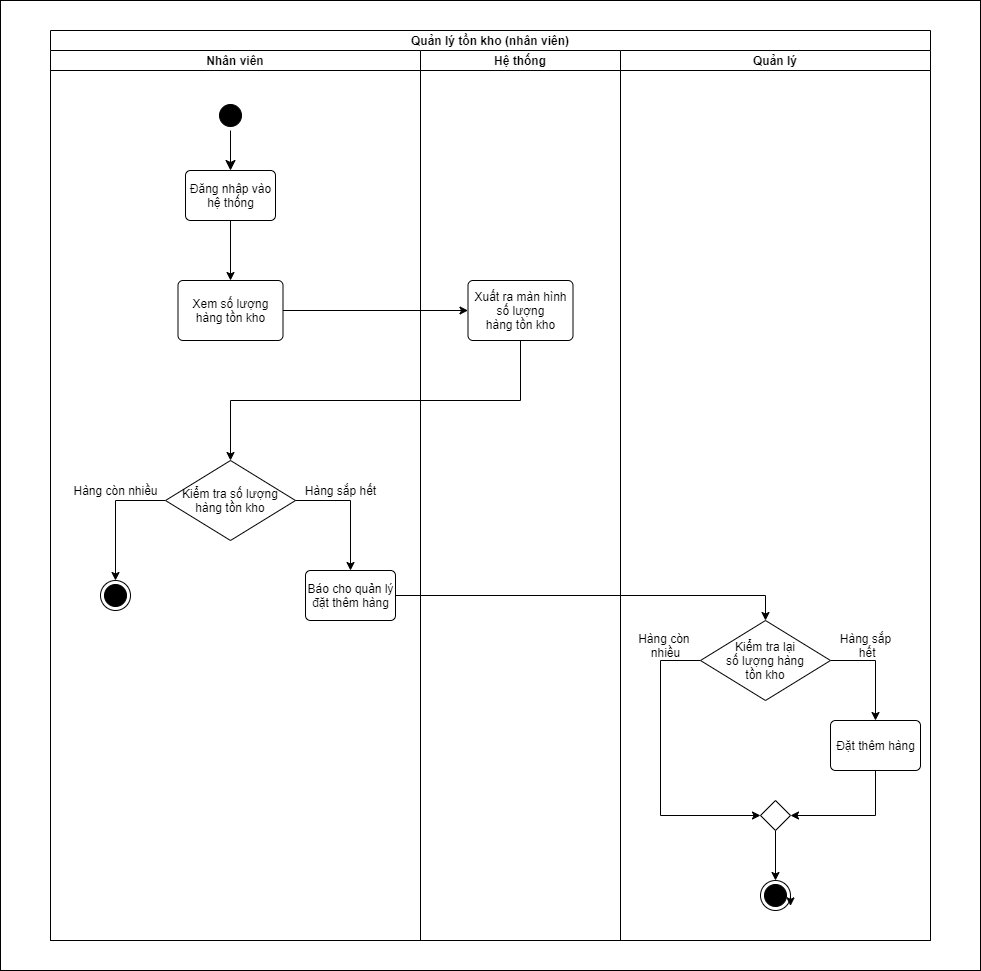 Quản lý tồn kho (nhân viên)
Nhân viên
Hệ thống
Quản lý
Đăng nhập vào
hệ thống
Xem số lượng
hàng tồn kho
Xuất ra màn hình
số lượng
hàng tồn kho
Hàng còn nhiều
Kiểm tra số lượng
hàng tồn kho
Hàng sắp hết
Báo cho quản lý
đặt thêm hàng
Hàng còn
nhiều
Kiểm tra lại
số lượng hàng
tồn kho
Hàng sắp
hết
Đặt thêm hàng